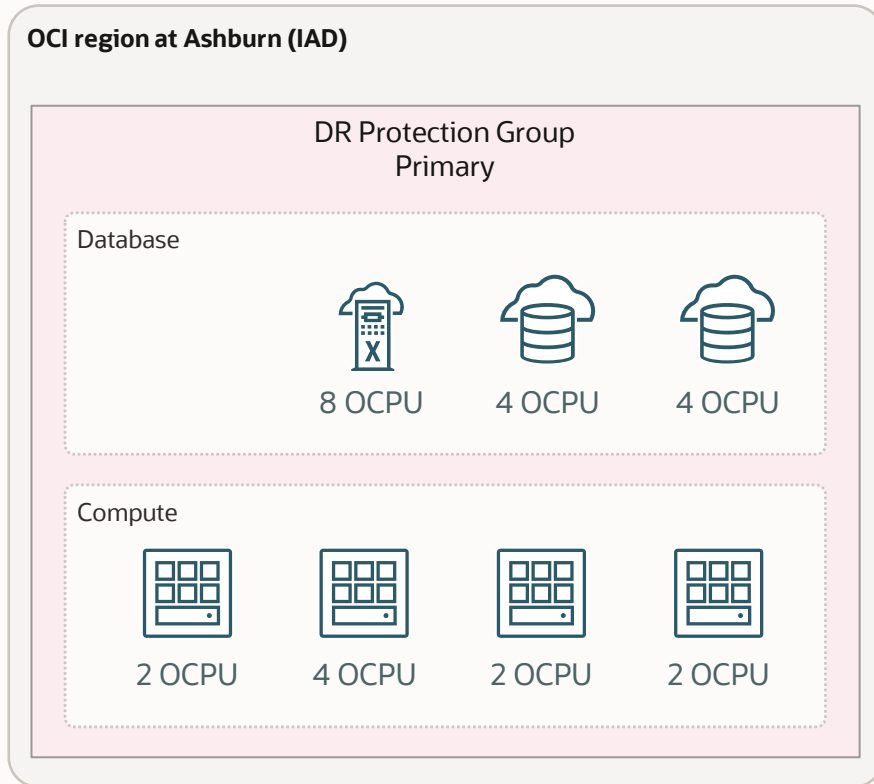 OCI region at Ashburn (IAD)
DR Protection Group
Primary
Database
X
8 OCPU
4 OCPU
4 OCPU
Compute
2 OCPU
4 OCPU
2 OCPU
2 OCPU